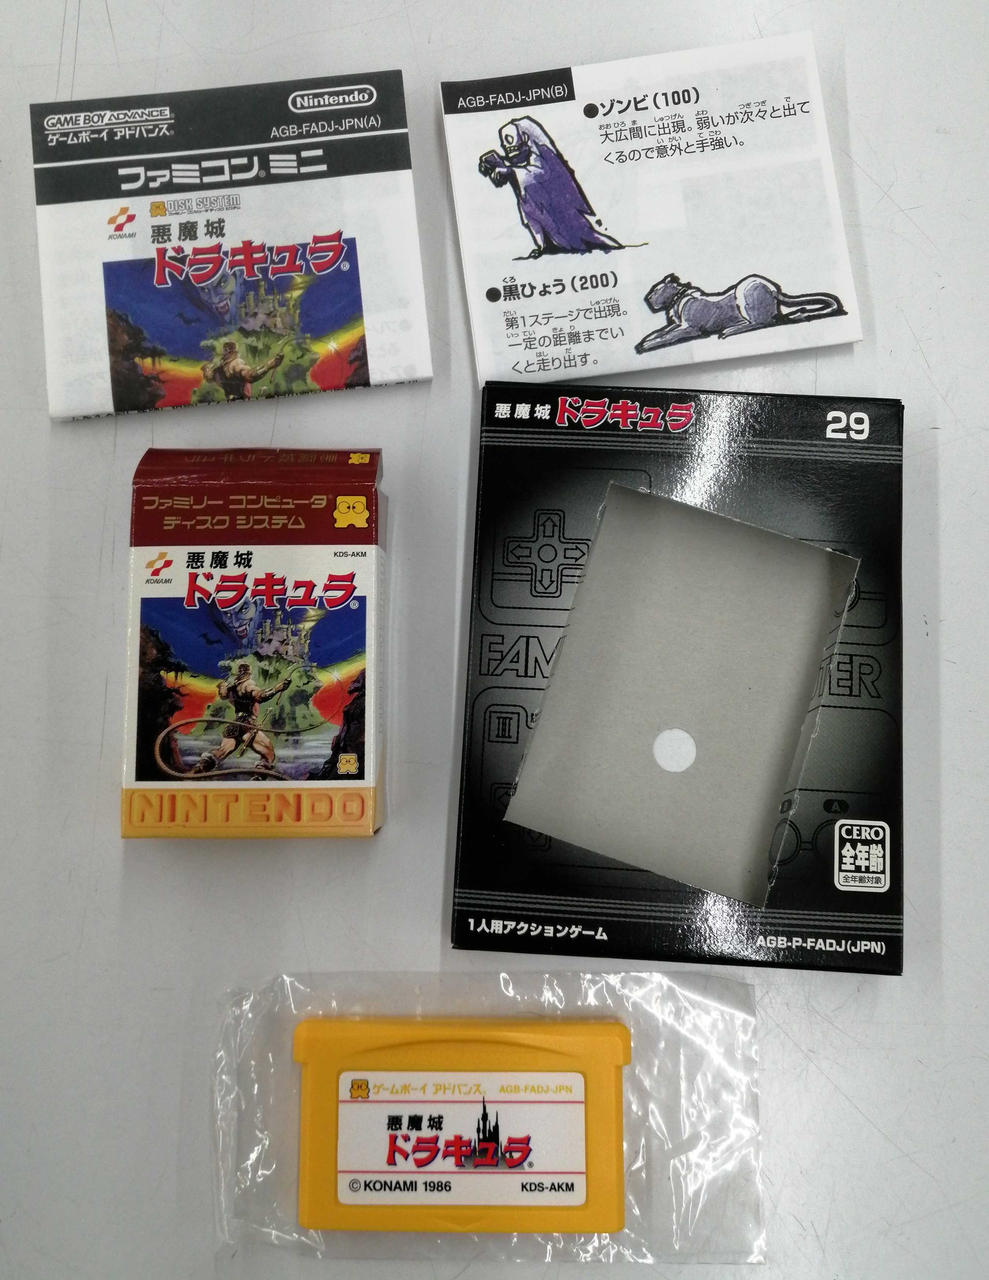 GAME BOY ADVANCE
ゲームボーイ アドバンス®
Nintendo®
AGB-FADJ-JPN(A)
ファミコン® ミニ
KONAMI
DISK SYSTEM
悪魔城
ドラキュラ®
AGB-FADJ-JPN(B)
●ゾンビ(100)
大広間に出現。弱いが次々と出て
くるので意外と手強い。
●黒ひょう(200)
第1ステージで出現。
一定の距離までい
くと走り出す。
ファミリー コンピュータ®
ディスク システム
KONAMI
悪魔城
KDS-AKM
ドラキュラ®
NINTENDO
悪魔城 ドラキュラ
29
FAM
TER
II
A
CERO
全年齢
全年齢対象
1人用アクションゲーム
AGB-P-FADJ(JPN)
ゲームボーイ アドバンス® AGB-FADJ-JPN
悪魔城
ドラキュラ®
© KONAMI 1986
KDS-AKM